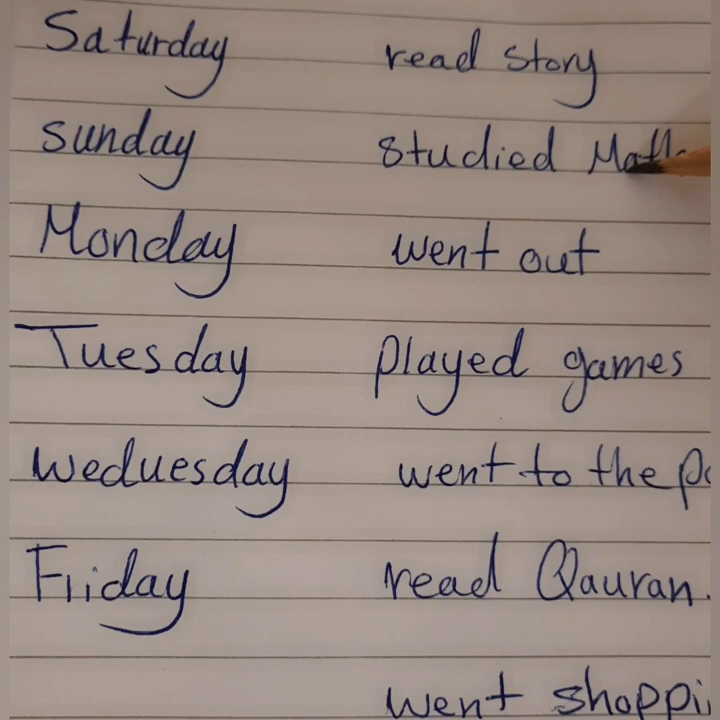 Saturday read story
sunday studied Math
Monday went out
Tuesday played games
weduesday went to the
Friday read Qauran.
went